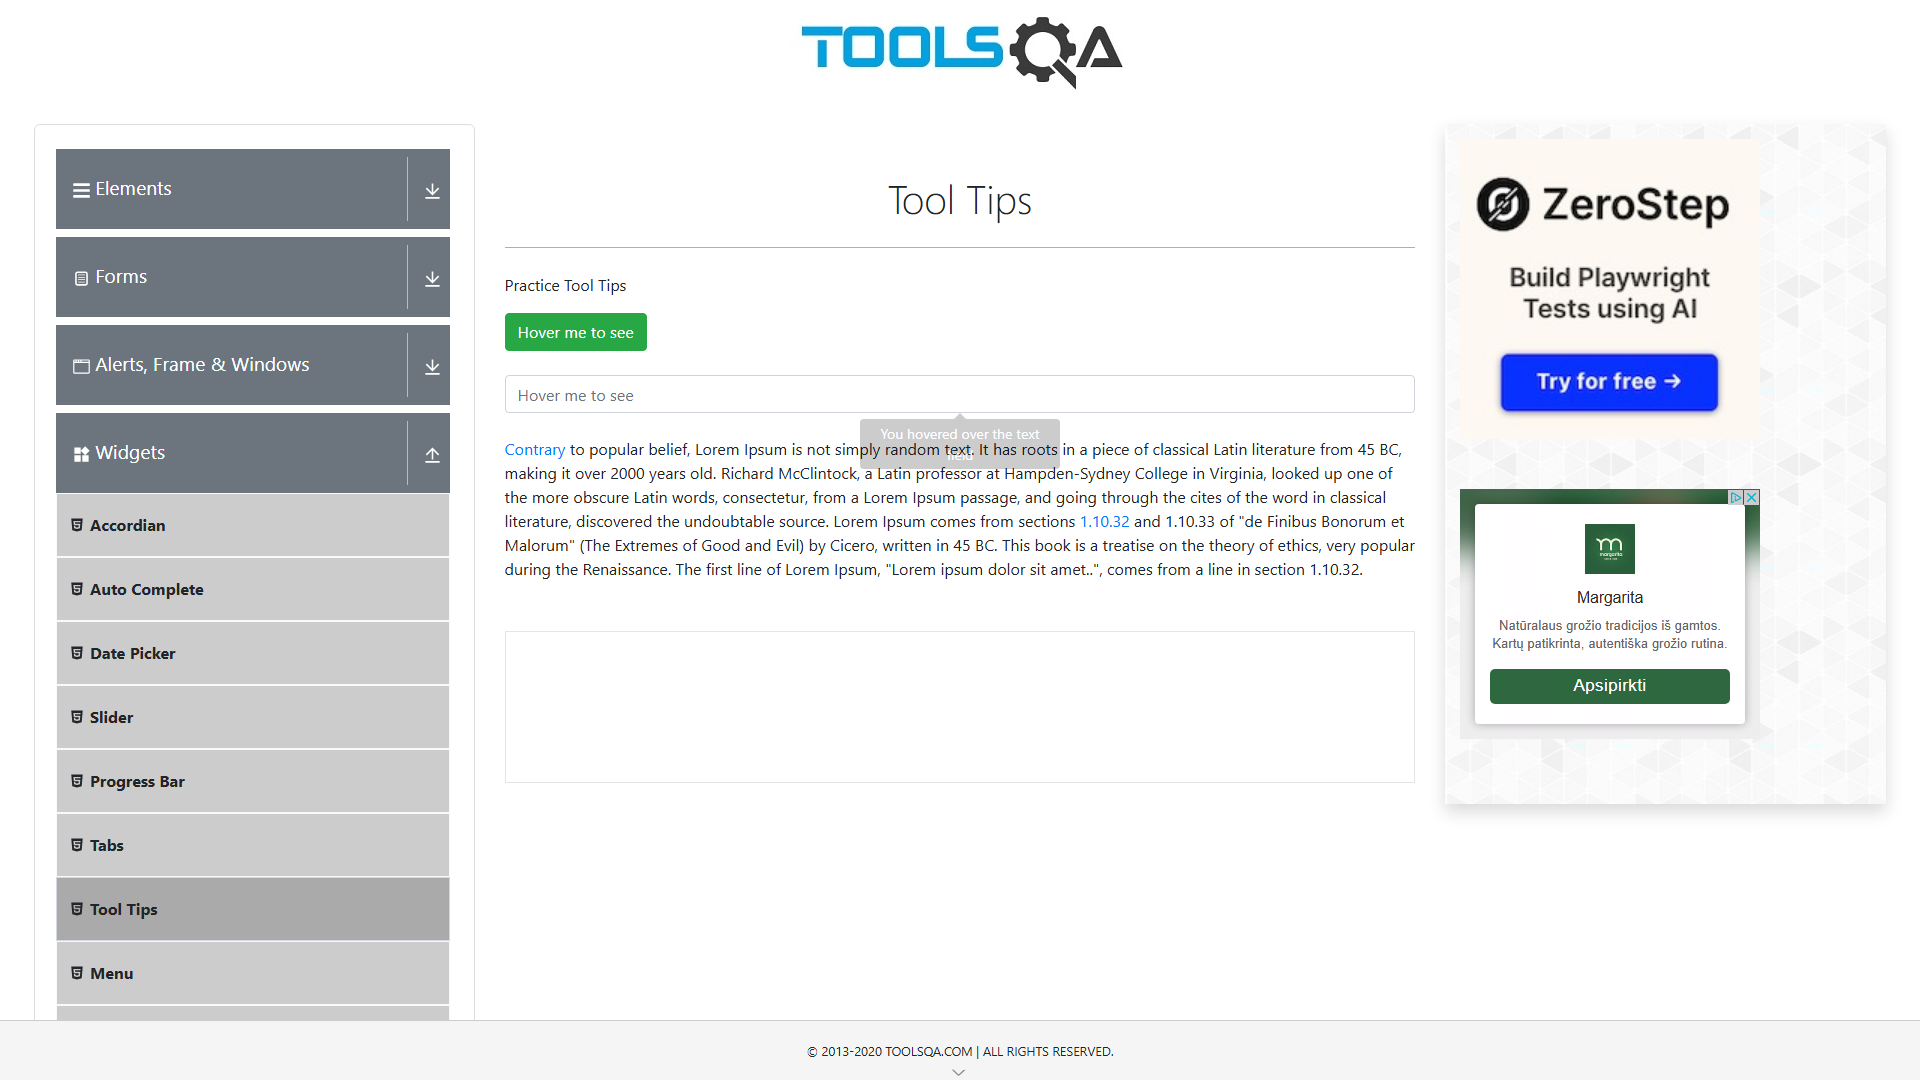 TOOLSQA
Elements
Forms
Alerts, Frame & Windows
Widgets
Accordian
Auto Complete
Date Picker
Slider
Progress Bar
Tabs
Tool Tips
Menu
Tool Tips
Practice Tool Tips
Hover me to see
Hover me to see
You hovered over the text
field
Contrary to popular belief, Lorem Ipsum is not simply random text. It has roots in a piece of classical Latin literature from 45 BC,
making it over 2000 years old. Richard McClintock, a Latin professor at Hampden-Sydney College in Virginia, looked up one of
the more obscure Latin words, consectetur, from a Lorem Ipsum passage, and going through the cites of the word in classical
literature, discovered the undoubtable source. Lorem Ipsum comes from sections 1.10.32 and 1.10.33 of "de Finibus Bonorum et
Malorum" (The Extremes of Good and Evil) by Cicero, written in 45 BC. This book is a treatise on the theory of ethics, very popular
during the Renaissance. The first line of Lorem Ipsum, "Lorem ipsum dolor sit amet..", comes from a line in section 1.10.32.
ZeroStep
Build Playwright
Tests using AI
Try for free →
margarita
Margarita
Natūralaus grožio tradicijos iš gamtos.
Kartų patikrinta, autentiška grožio rutina.
Apsipirkti
© 2013-2020 TOOLSQA.COM | ALL RIGHTS RESERVED.